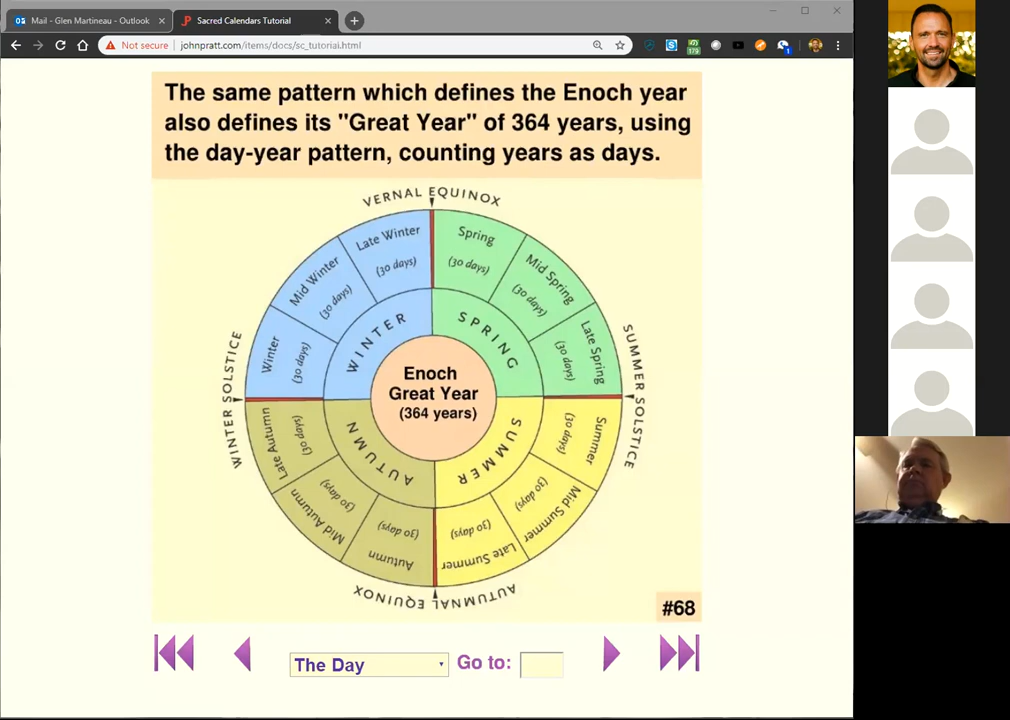 Mail - Glen Martineau - Outlook
Sacred Calendars Tutorial
Not secure
johnpratt.com/items/docs/sc_tutorial.html
179
1
The same pattern which defines the Enoch year
also defines its "Great Year" of 364 years, using
the day-year pattern, counting years as days.
VERNAL EQUINOX
Late Winter
(30 days)
Spring
(30 days)
Mid Winter
(30 days)
Mid Spring
(30 days)
Winter
(30 days)
Late Spring
(30 days)
WINTER
SPRING
WINTER SOLSTICE
SUMMER SOLSTICE
Enoch
Great Year
(364 years)
Late Autumn
(30 days)
Summer
(30 days)
AUTUMN
SUMMER
Mid Autumn
(30 days)
Mid Summer
(30 days)
Autumn
(30 days)
Late Summer
(30 days)
AUTUMNAL EQUINOX
#68
The Day
Go to: